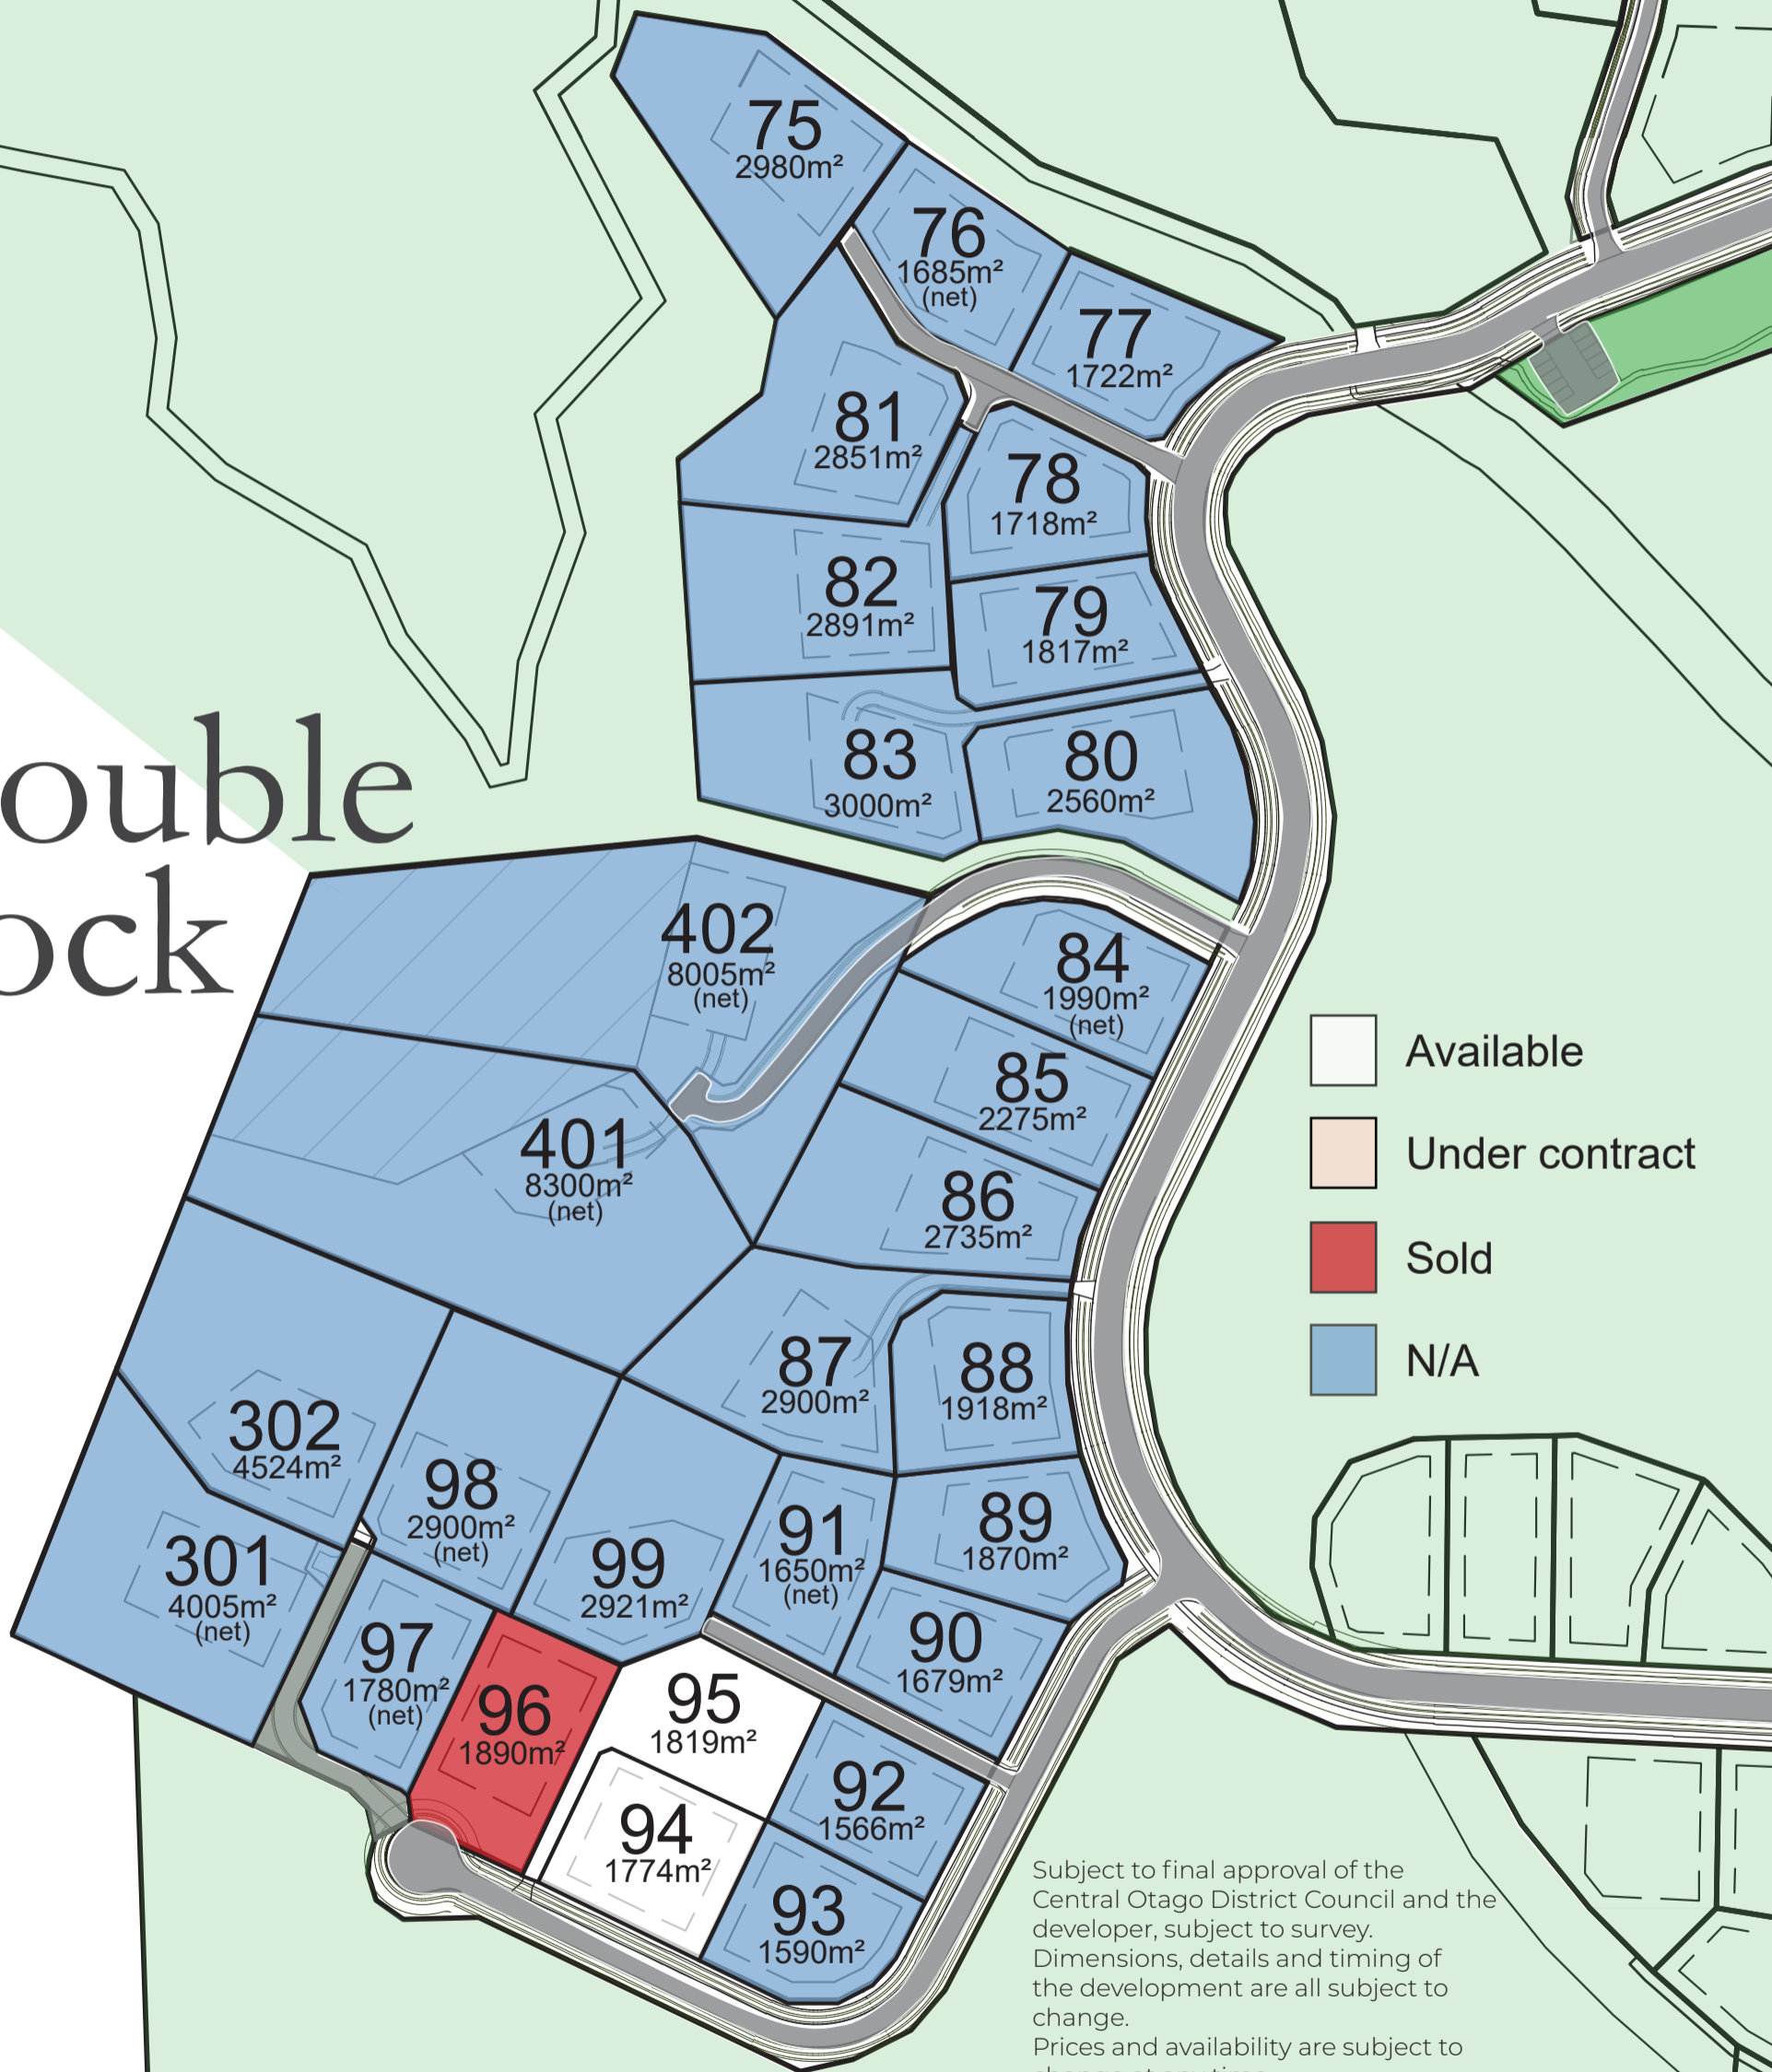 75
2980m²
76
1685m²
(net)
77
1722m²
81
2851m²
78
1718m²
82
2891m²
79
1817m²
83
3000m²
80
2560m²
ouble
ock
402
8005m²
(net)
84
1990m²
(net)
85
2275m²
401
8300m²
(net)
86
2735m²
Available
Under contract
Sold
N/A
87
2900m²
88
1918m²
302
4524m²
98
2900m²
(net)
91
1650m²
(net)
89
1870m²
301
4005m²
(net)
99
2921m²
97
1780m²
(net)
90
1679m²
96
1890m²
95
1819m²
92
1566m²
94
1774m²
93
1590m²
Subject to final approval of the
Central Otago District Council and the
developer, subject to survey.
Dimensions, details and timing of
the development are all subject to
change.
Prices and availability are subject to